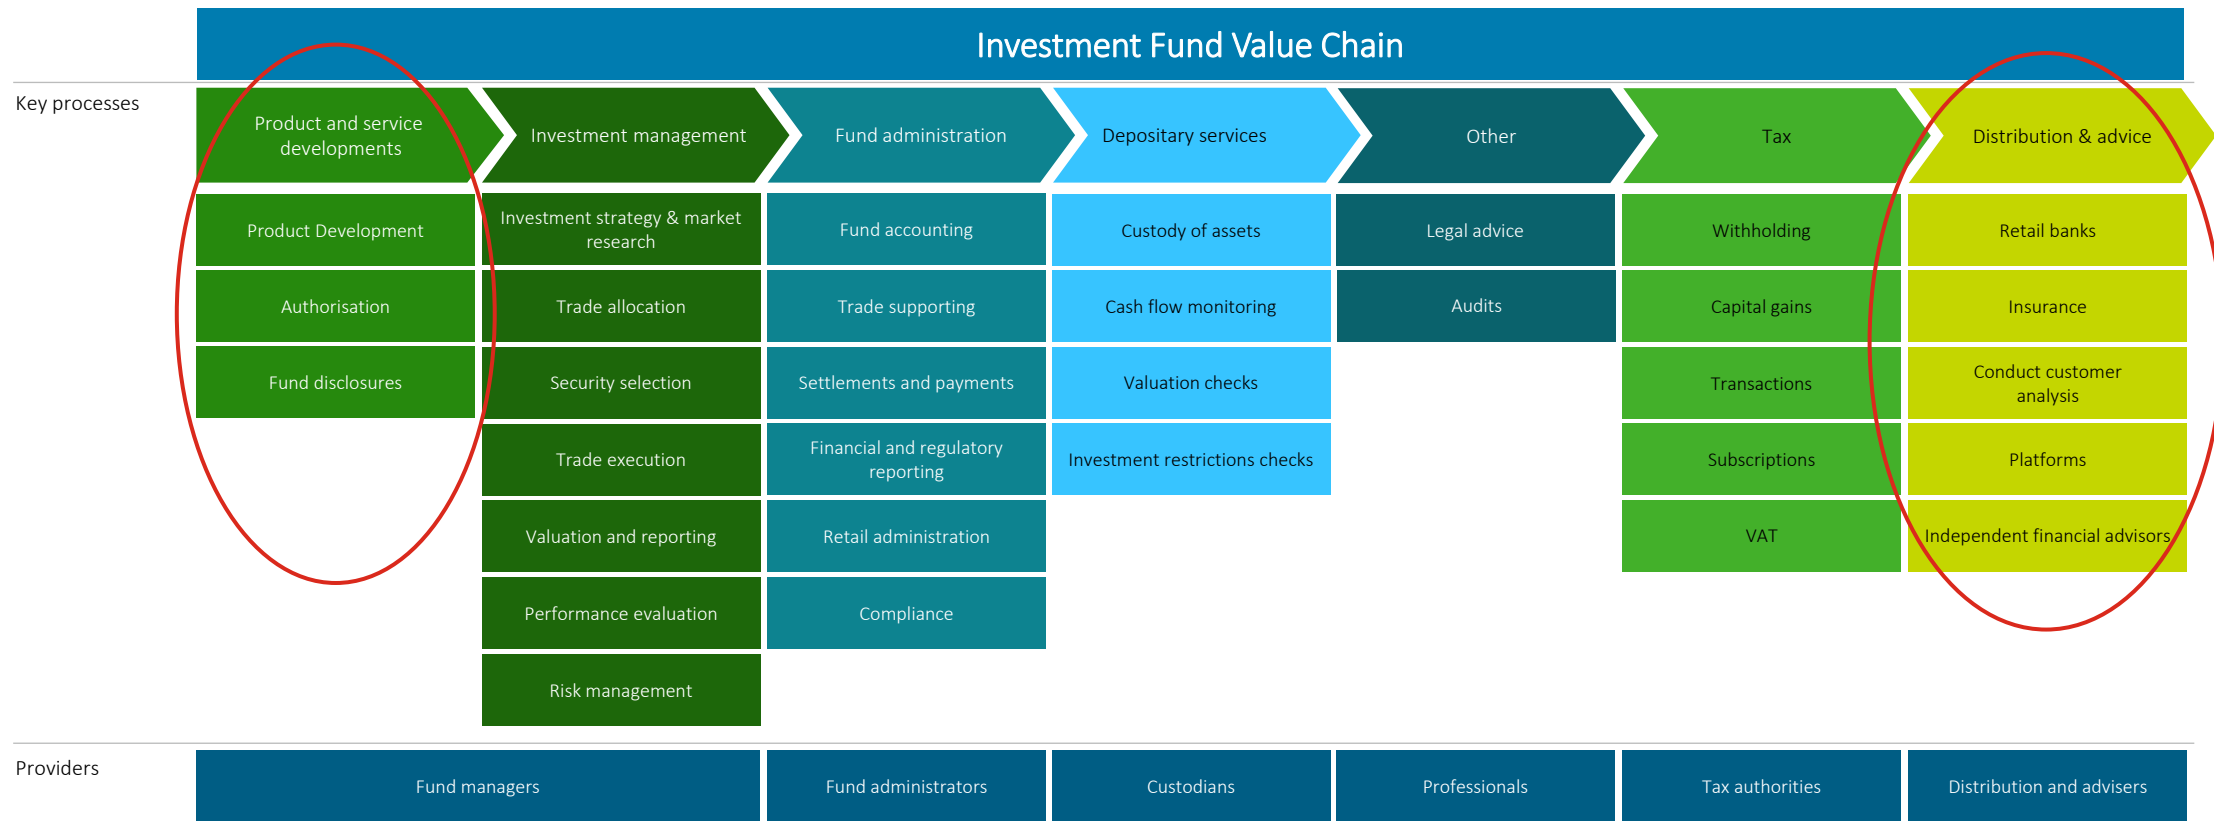 Investment Fund Value Chain
Key processes
Product and service
developments
Investment management
Fund administration
Depositary services
Other
Tax
Distribution & advice
Product Development
Authorisation
Fund disclosures
Investment strategy & market
research
Trade allocation
Security selection
Trade execution
Valuation and reporting
Performance evaluation
Risk management
Fund accounting
Trade supporting
Settlements and payments
Financial and regulatory
reporting
Retail administration
Compliance
Custody of assets
Cash flow monitoring
Valuation checks
Investment restrictions checks
Legal advice
Audits
Withholding
Capital gains
Transactions
Subscriptions
VAT
Retail banks
Insurance
Conduct customer
analysis
Platforms
Independent financial advisors
Providers
Fund managers
Fund administrators
Custodians
Professionals
Tax authorities
Distribution and advisers